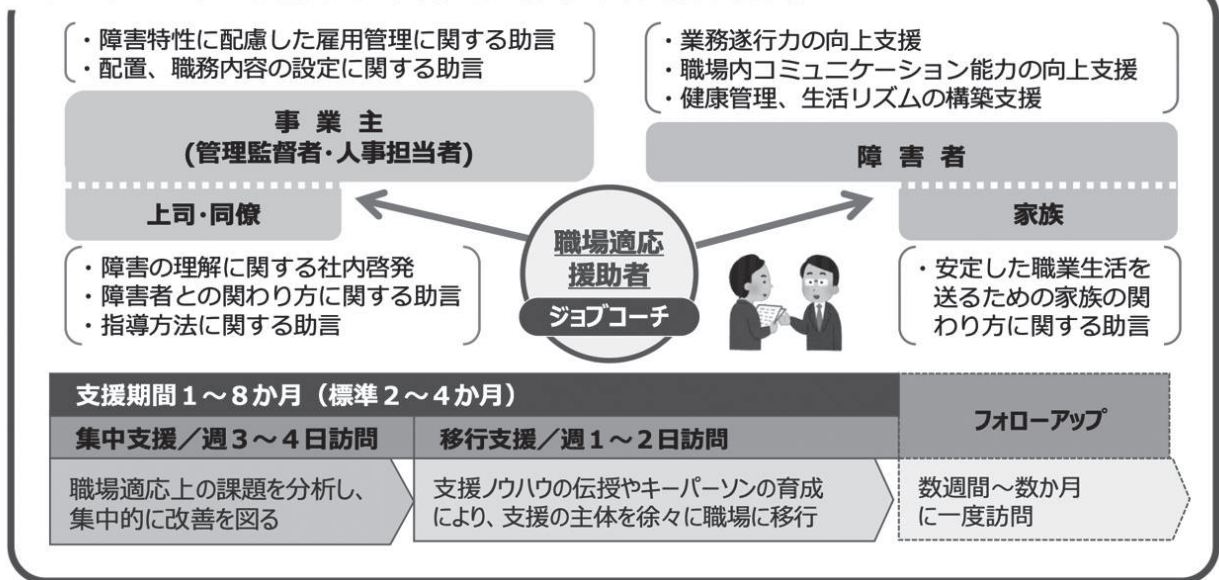 ・障害特性に配慮した雇用管理に関する助言
・配置、職務内容の設定に関する助言
事業主
(管理監督者・人事担当者)
上司・同僚
・障害の理解に関する社内啓発
・障害者との関わり方に関する助言
・指導方法に関する助言
・業務遂行力の向上支援
・職場内コミュニケーション能力の向上支援
・健康管理、生活リズムの構築支援
障害者
家族
・安定した職業生活を
送るための家族の関
わり方に関する助言
職場適応
援助者
ジョブコーチ
支援期間1～8か月(標準2～4か月)
集中支援／週3～4日訪問
職場適応上の課題を分析し、
集中的に改善を図る
移行支援／週1～2日訪問
支援ノウハウの伝授やキーパーソンの育成
により、支援の主体を徐々に職場に移行
フォローアップ
数週間～数か月
に一度訪問